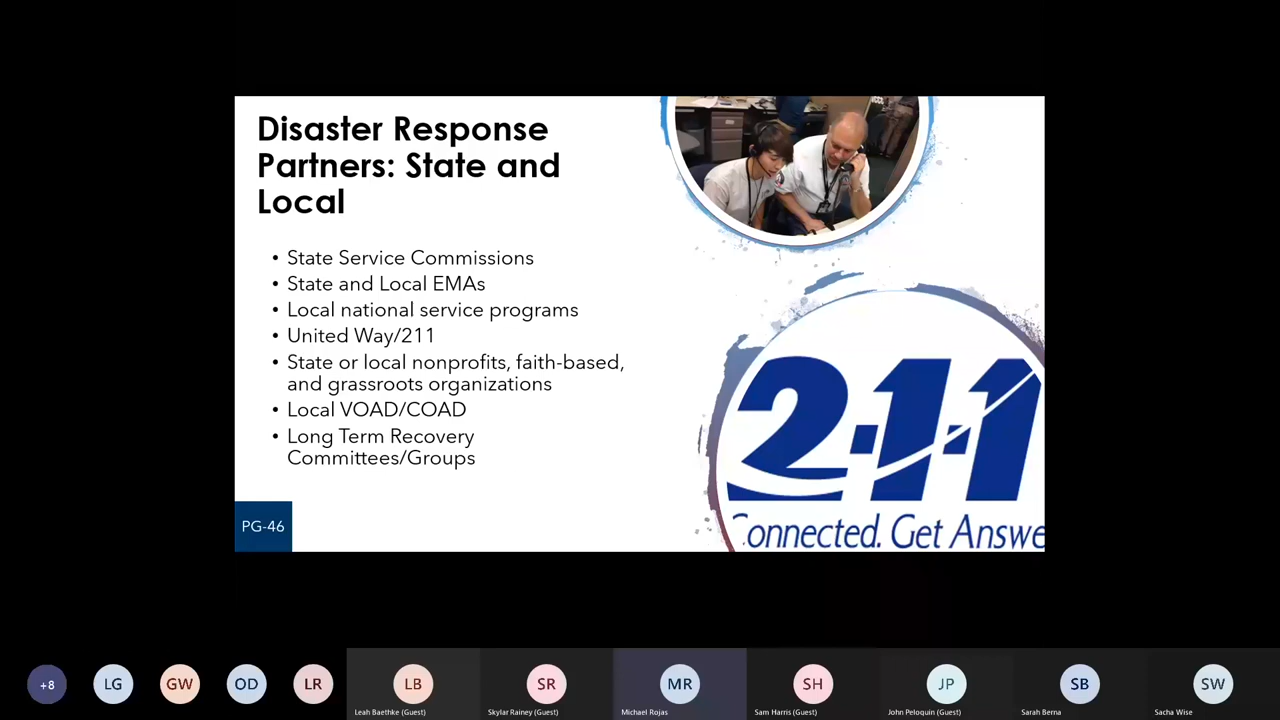 Disaster Response
Partners: State and
Local
• State Service Commissions
• State and Local EMAs
• Local national service programs
• United Way/211
• State or local nonprofits, faith-based,
and grassroots organizations
• Local VOAD/COAD
• Long Term Recovery
Committees/Groups
PG-46
2-1-1
onnected. Get Answe
+8
LG
GW
OD
LR
LB
SR
MR
SH
JP
SB
SW
Leah Baethke (Guest)
Skylar Rainey (Guest)
Michael Rojas
Sam Harris (Guest)
John Peloquin (Guest)
Sarah Berna
Sacha Wise